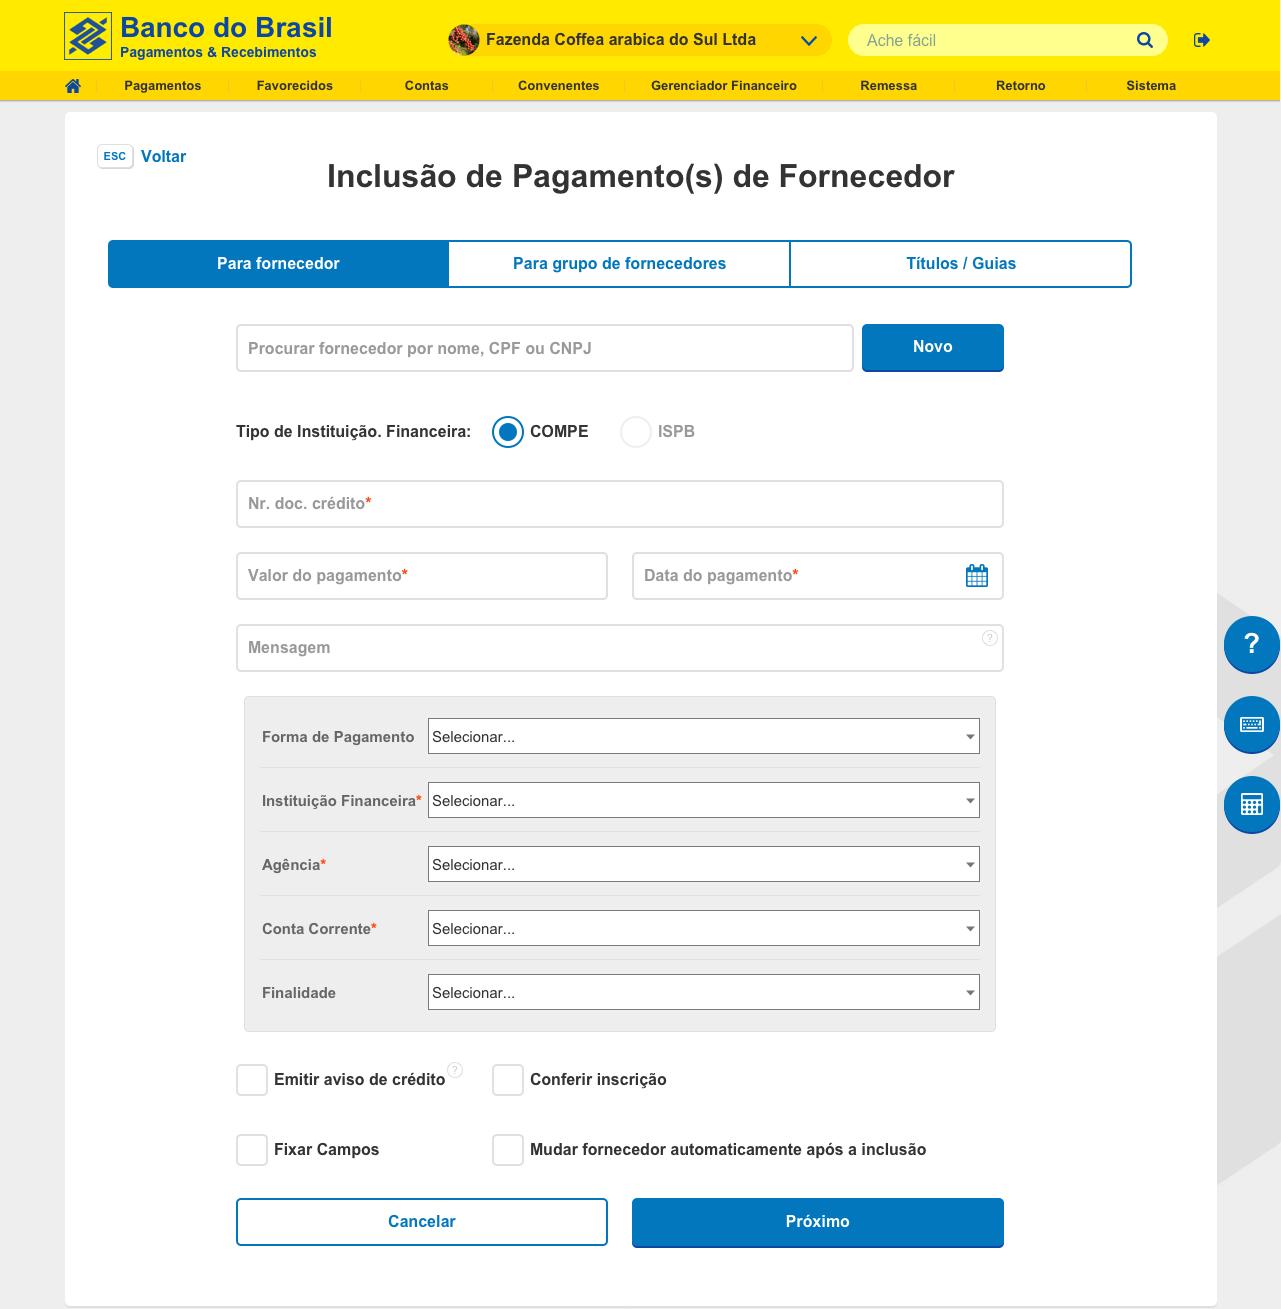 Banco do Brasil
Pagamentos & Recebimentos
Fazenda Coffea arabica do Sul Ltda
Ache fácil
Pagamentos
Favorecidos
Contas
Convenentes
Gerenciador Financeiro
Remessa
Retorno
Sistema
ESC Voltar
Inclusão de Pagamento(s) de Fornecedor
Para fornecedor
Para grupo de fornecedores
Títulos / Guias
Procurar fornecedor por nome, CPF ou CNPJ
Novo
Tipo de Instituição. Financeira:
COMPE
ISPB
Nr. doc. crédito*
Valor do pagamento*
Data do pagamento*
Mensagem
?
?
Forma de Pagamento
Selecionar...
Instituição Financeira*
Selecionar...
Agência*
Selecionar...
Conta Corrente*
Selecionar...
Finalidade
Selecionar...
Emitir aviso de crédito
?
Conferir inscrição
Fixar Campos
Mudar fornecedor automaticamente após a inclusão
Cancelar
Próximo